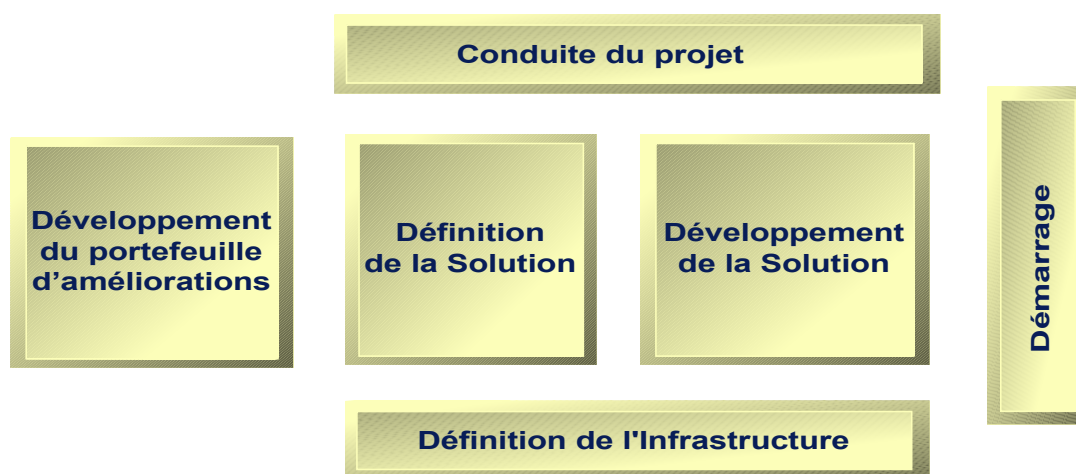 Conduite du projet
Développement
du portefeuille
d’améliorations
Définition
de la Solution
Développement
de la Solution
Démarrage
Définition de l'Infrastructure